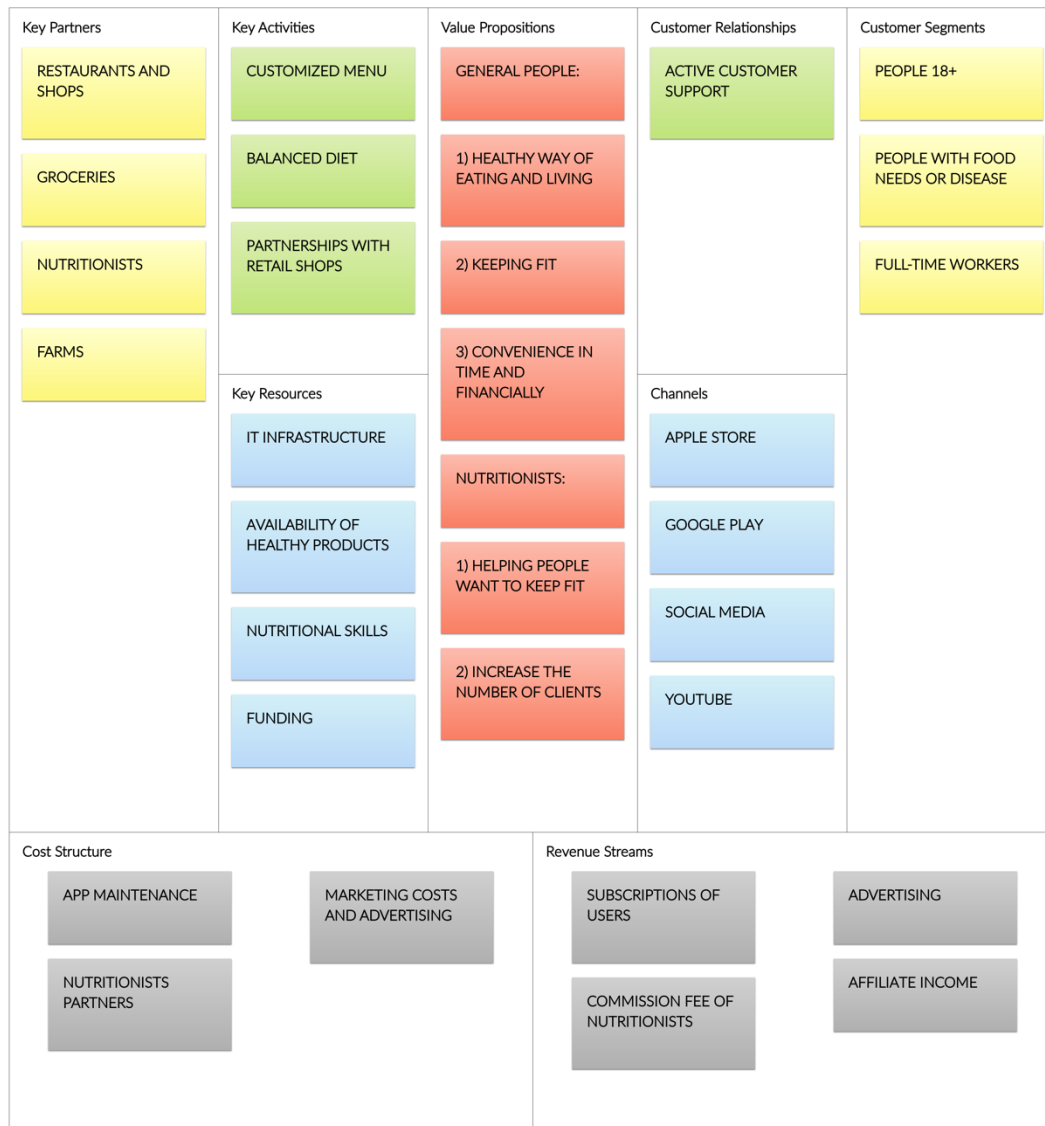 Key Partners
RESTAURANTS AND
SHOPS
GROCERIES
NUTRITIONISTS
FARMS
Key Activities
CUSTOMIZED MENU
BALANCED DIET
PARTNERSHIPS WITH
RETAIL SHOPS
Key Resources
IT INFRASTRUCTURE
AVAILABILITY OF
HEALTHY PRODUCTS
NUTRITIONAL SKILLS
FUNDING
Value Propositions
GENERAL PEOPLE:
1) HEALTHY WAY OF
EATING AND LIVING
2) KEEPING FIT
3) CONVENIENCE IN
TIME AND
FINANCIALLY
NUTRITIONISTS:
1) HELPING PEOPLE
WANT TO KEEP FIT
2) INCREASE THE
NUMBER OF CLIENTS
Customer Relationships
ACTIVE CUSTOMER
SUPPORT
Channels
APPLE STORE
GOOGLE PLAY
SOCIAL MEDIA
YOUTUBE
Customer Segments
PEOPLE 18+
PEOPLE WITH FOOD
NEEDS OR DISEASE
FULL-TIME WORKERS
Cost Structure
APP MAINTENANCE
NUTRITIONISTS
PARTNERS
MARKETING COSTS
AND ADVERTISING
Revenue Streams
SUBSCRIPTIONS OF
USERS
COMMISSION FEE OF
NUTRITIONISTS
ADVERTISING
AFFILIATE INCOME